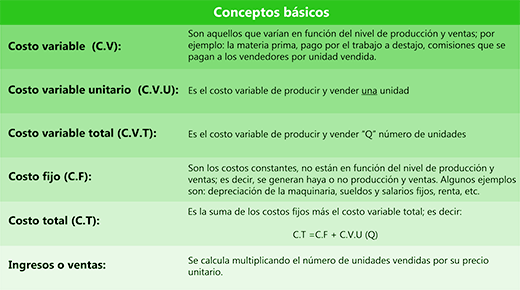 Conceptos básicos
Costo variable (C.V):
Son aquellos que varían en función del nivel de producción y ventas; por
ejemplo: la materia prima, pago por el trabajo a destajo, comisiones que se
pagan a los vendedores por unidad vendida.
Costo variable unitario (C.V.U):
Es el costo variable de producir y vender una unidad
Costo variable total (C.V.T):
Es el costo variable de producir y vender "Q" número de unidades
Costo fijo (C.F):
Son los costos constantes, no están en función del nivel de producción y
ventas; es decir, se generan haya o no producción y ventas. Algunos ejemplos
son: depreciación de la maquinaria, sueldos y salarios fijos, renta, etc.
Costo total (C.T):
Es la suma de los costos fijos más el costo variable total; es decir:
C.T =C.F + C.V.U (Q)
Ingresos o ventas:
Se calcula multiplicando el número de unidades vendidas por su precio
unitario.